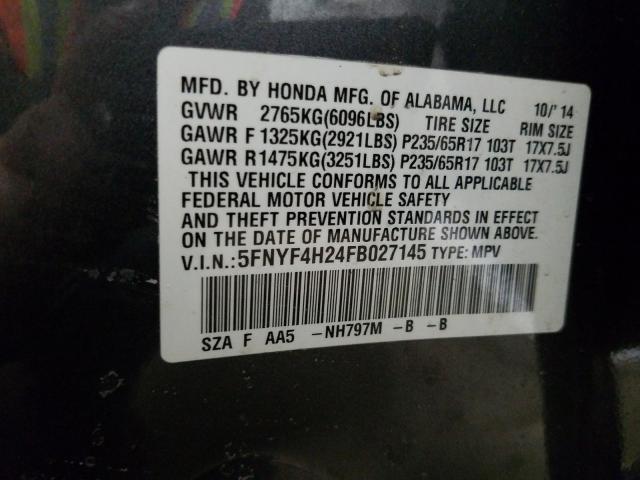 MFD. BY HONDA MFG. OF ALABAMA, LLC 10/'14
GVWR 2765KG(6096LBS) TIRE SIZE RIM SIZE
GAWR F 1325KG(2921LBS) P235/65R17 103T 17X7.5J
GAWR R 1475KG(3251LBS) P235/65R17 103T 17X7.5J
THIS VEHICLE CONFORMS TO ALL APPLICABLE
FEDERAL MOTOR VEHICLE SAFETY
AND THEFT PREVENTION STANDARDS IN EFFECT
ON THE DATE OF MANUFACTURE SHOWN ABOVE.
V.I.N.:5FNYF4H24FB027145 TYPE: MPV
SZA F AA5 -NH797M -B -B